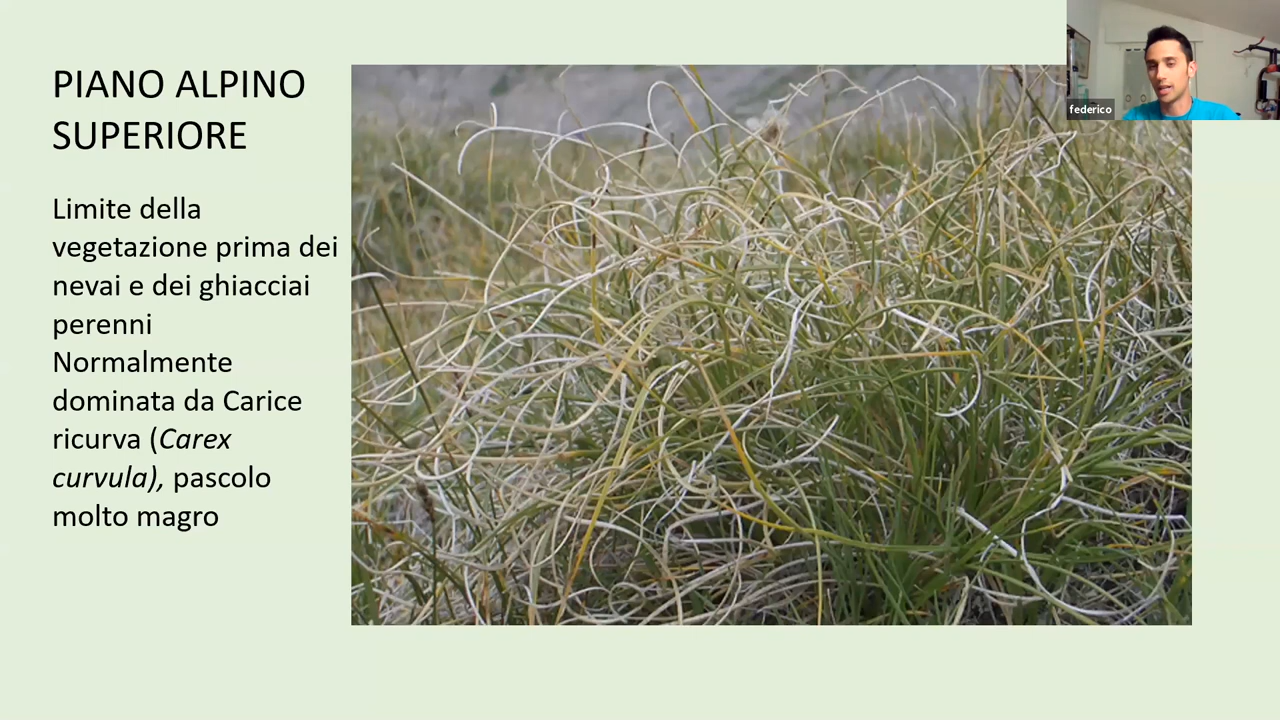 PIANO ALPINO
SUPERIORE
Limite della
vegetazione prima dei
nevai e dei ghiacciai
perenni
Normalmente
dominata da Carice
ricurva (Carex
curvula), pascolo
molto magro
federico